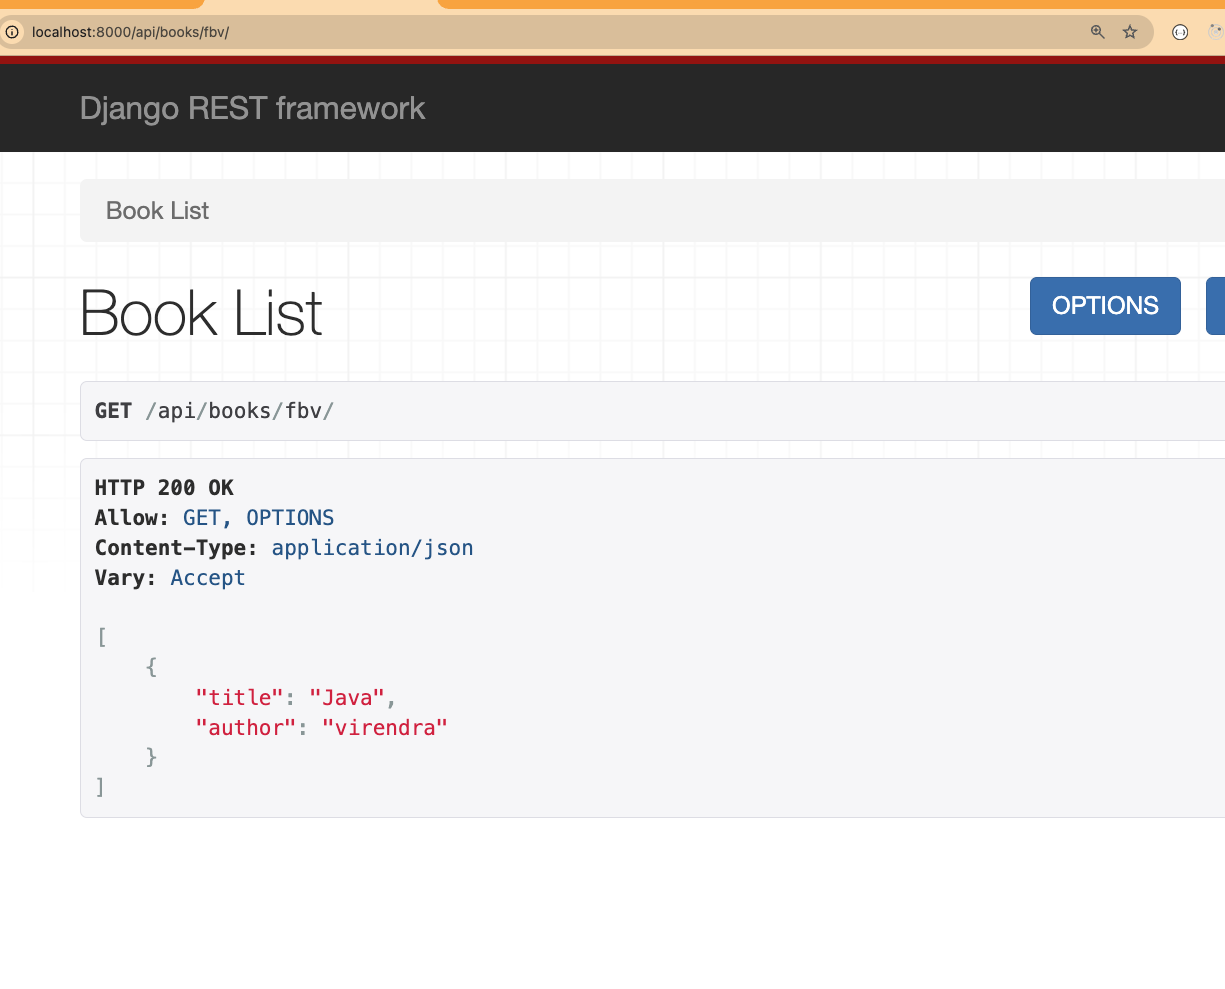 localhost:8000/api/books/fbv/
Django REST framework
Book List
Book List
OPTIONS
GET /api/books/fbv/
HTTP 200 OK
Allow: GET, OPTIONS
Content-Type: application/json
Vary: Accept
[
    {
        "title": "Java",
        "author": "virendra"
    }
]